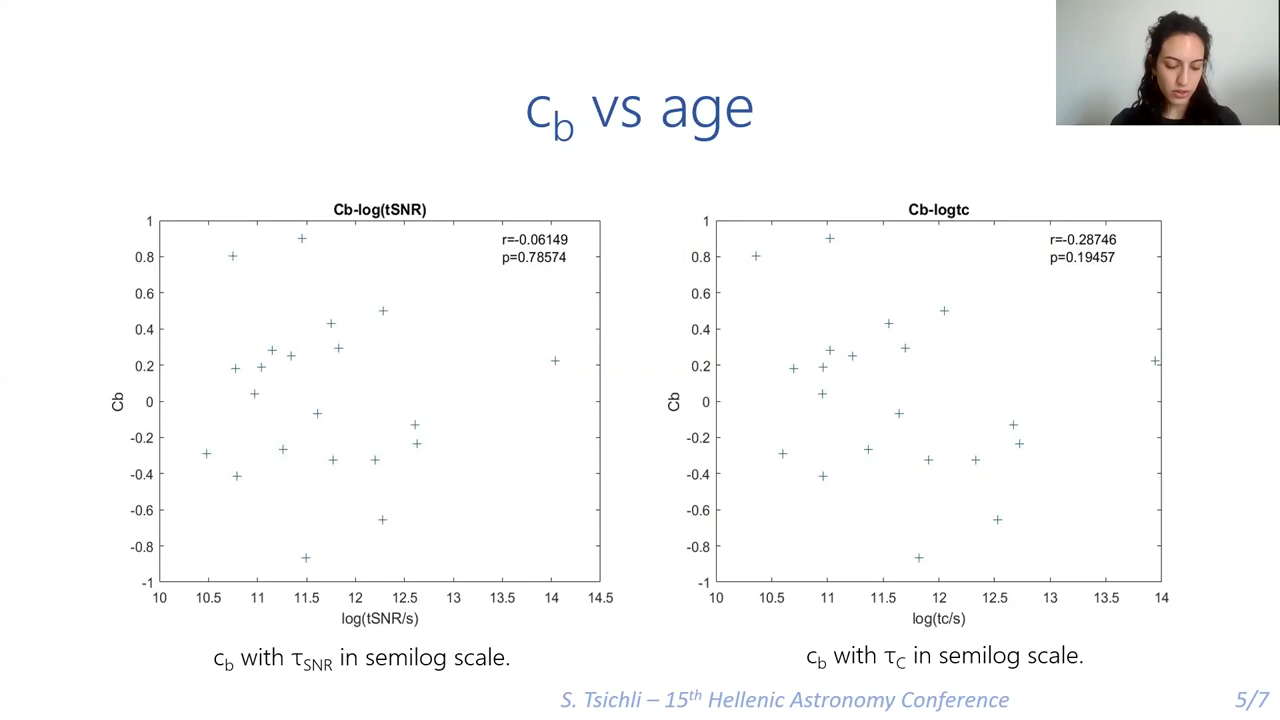 c_b vs age
Cb-log(tSNR)
r=-0.06149
p=0.78574
Cb
1
0.8
0.6
0.4
0.2
0
-0.2
-0.4
-0.6
-0.8
-1
10 10.5 11 11.5 12 12.5 13 13.5 14 14.5
log(tSNR/s)
c_b with τ_SNR in semilog scale.
Cb-logtc
r=-0.28746
p=0.19457
Cb
1
0.8
0.6
0.4
0.2
0
-0.2
-0.4
-0.6
-0.8
-1
10 10.5 11 11.5 12 12.5 13 13.5 14
log(tc/s)
c_b with τ_C in semilog scale.
S. Tsichli – 15th Hellenic Astronomy Conference
5/7